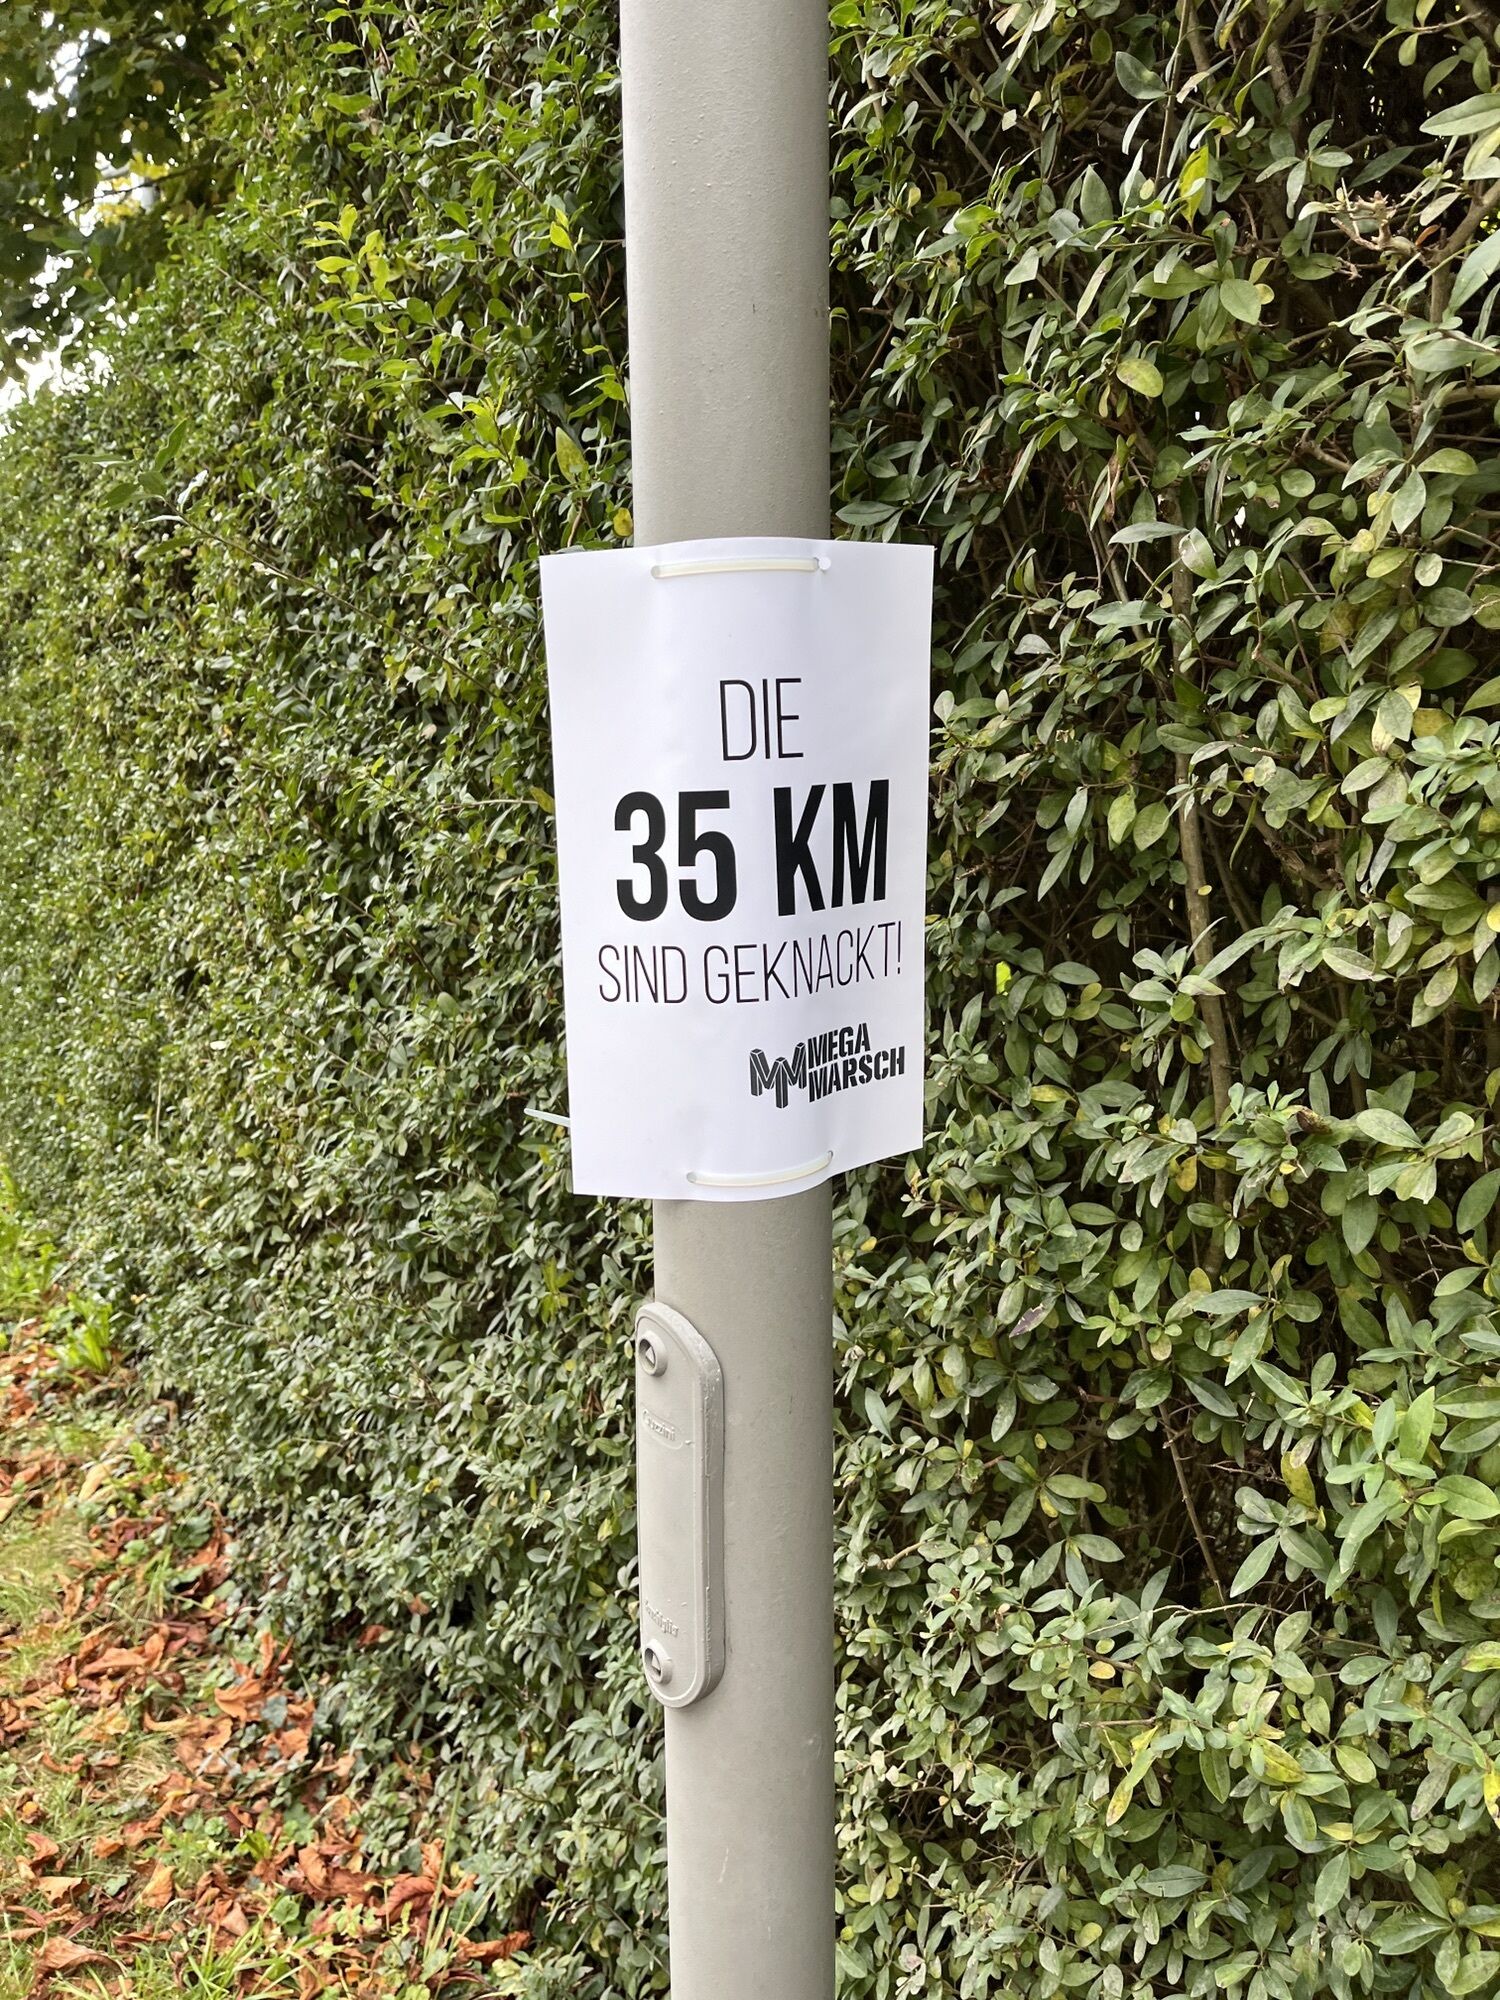 DIE
35 KM
SIND GEKNACKT!
MEGA
MARSCH